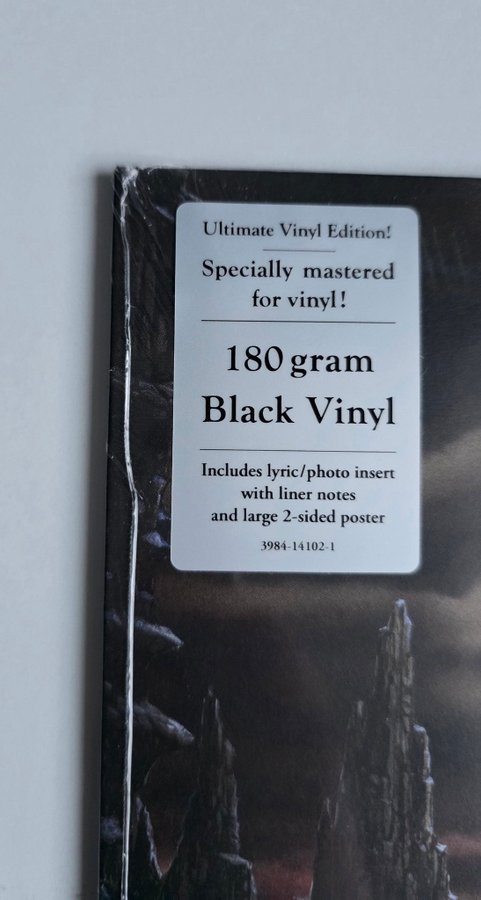 Ultimate Vinyl Edition!
Specially mastered
for vinyl!
180 gram
Black Vinyl
Includes lyric/photo insert
with liner notes
and large 2-sided poster
3984-14102-1